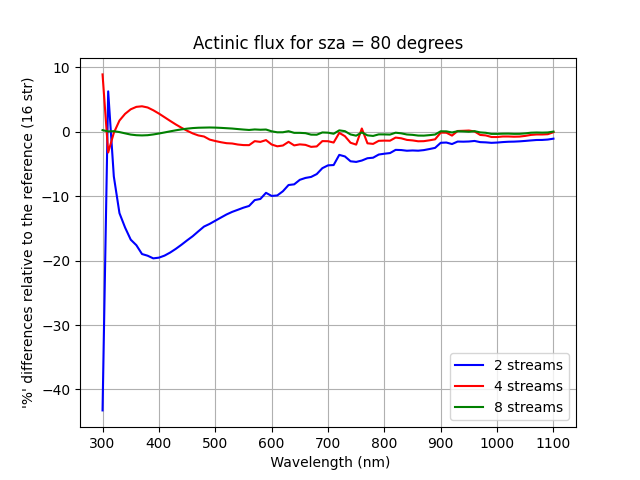 Actinic flux for sza = 80 degrees
'%' differences relative to the reference (16 str)
10
0
−10
−20
−30
−40
300 400 500 600 700 800 900 1000 1100
Wavelength (nm)
2 streams
4 streams
8 streams